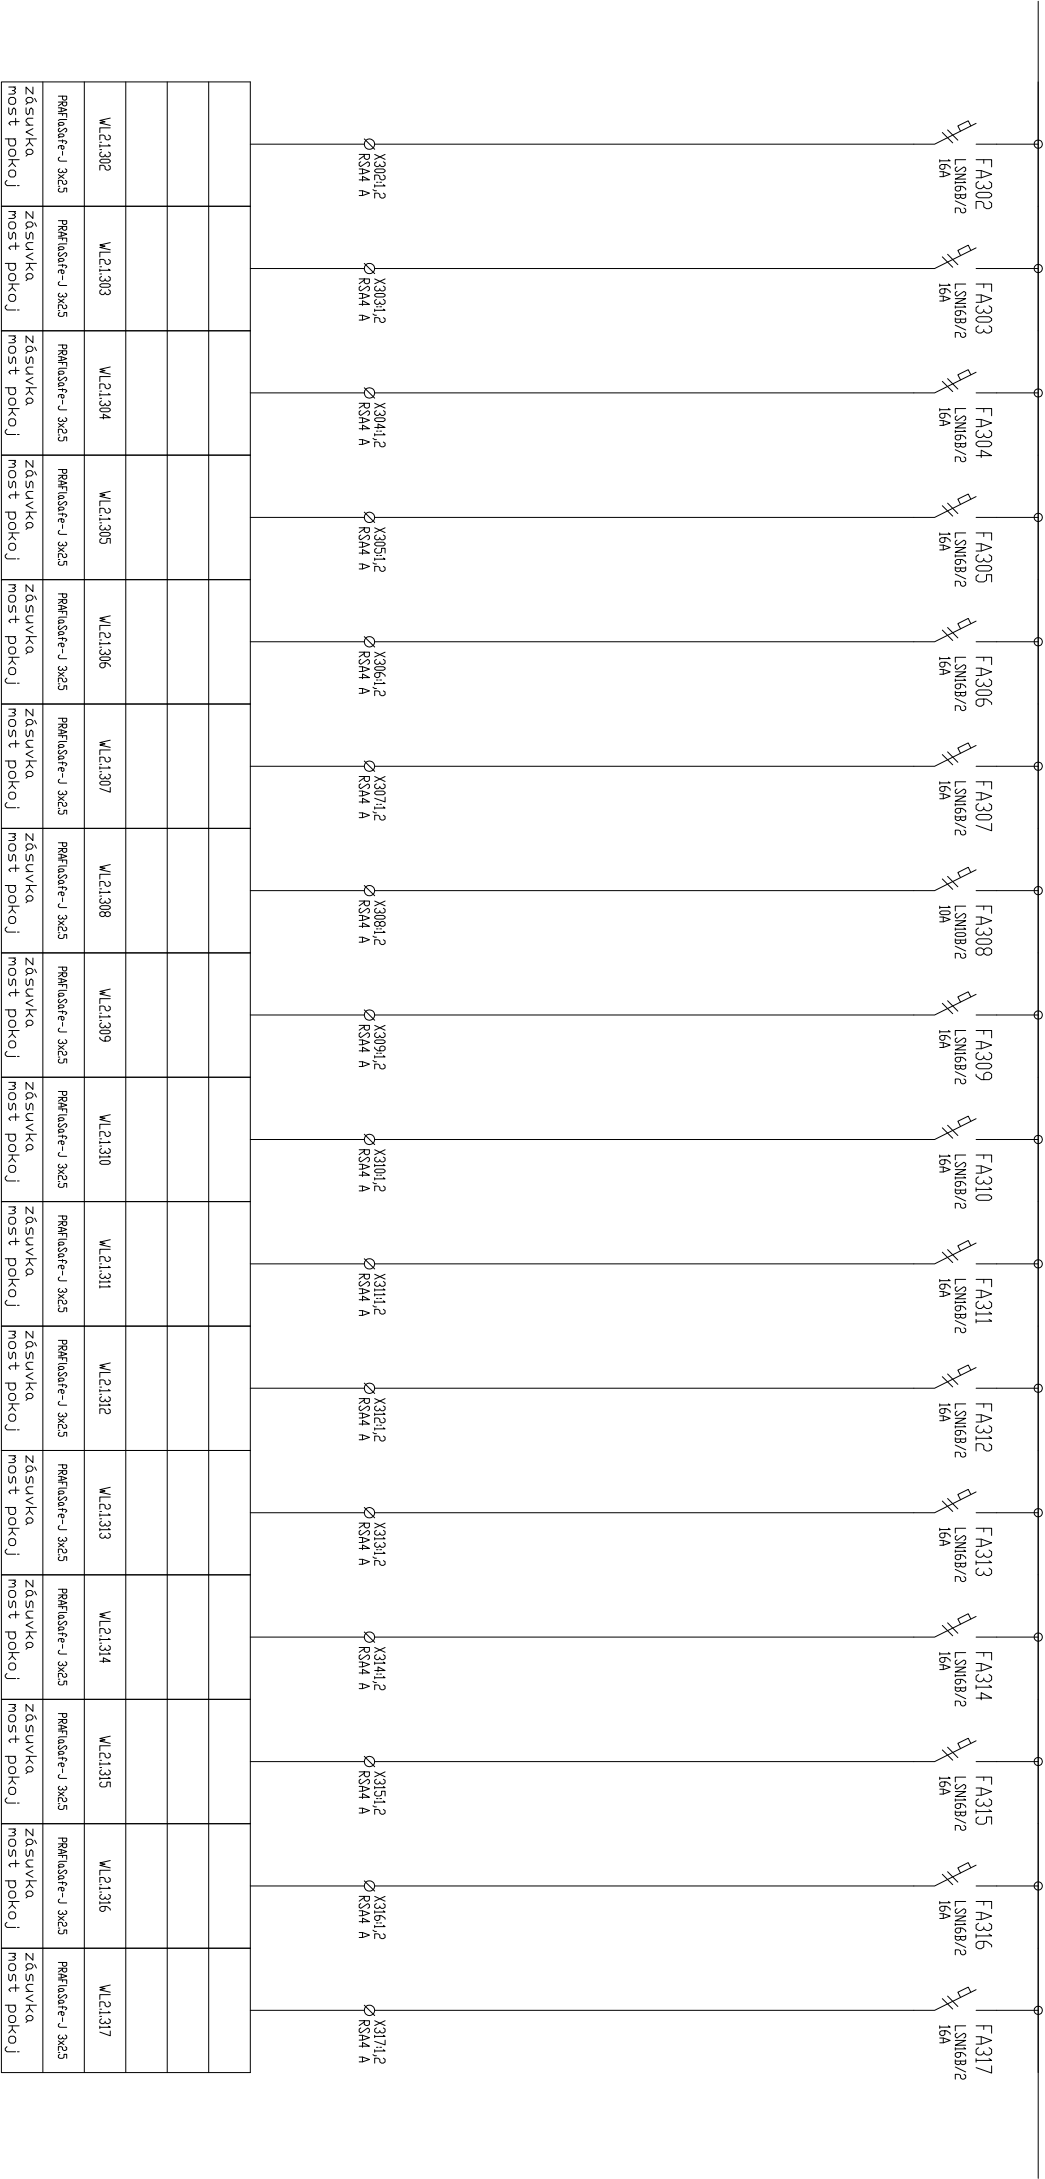 FA302
LSN16B/2
16A
X302:1,2
RSA4 A
WL2.1.302
PRAFlaSafe-J 3x2.5
zásuvka
most pokoj
FA303
LSN16B/2
16A
X303:1,2
RSA4 A
WL2.1.303
PRAFlaSafe-J 3x2.5
zásuvka
most pokoj
FA304
LSN16B/2
16A
X304:1,2
RSA4 A
WL2.1.304
PRAFlaSafe-J 3x2.5
zásuvka
most pokoj
FA305
LSN16B/2
16A
X305:1,2
RSA4 A
WL2.1.305
PRAFlaSafe-J 3x2.5
zásuvka
most pokoj
FA306
LSN16B/2
16A
X306:1,2
RSA4 A
WL2.1.306
PRAFlaSafe-J 3x2.5
zásuvka
most pokoj
FA307
LSN16B/2
16A
X307:1,2
RSA4 A
WL2.1.307
PRAFlaSafe-J 3x2.5
zásuvka
most pokoj
FA308
LSN10B/2
10A
X308:1,2
RSA4 A
WL2.1.308
PRAFlaSafe-J 3x2.5
zásuvka
most pokoj
FA309
LSN16B/2
16A
X309:1,2
RSA4 A
WL2.1.309
PRAFlaSafe-J 3x2.5
zásuvka
most pokoj
FA310
LSN16B/2
16A
X310:1,2
RSA4 A
WL2.1.310
PRAFlaSafe-J 3x2.5
zásuvka
most pokoj
FA311
LSN16B/2
16A
X311:1,2
RSA4 A
WL2.1.311
PRAFlaSafe-J 3x2.5
zásuvka
most pokoj
FA312
LSN16B/2
16A
X312:1,2
RSA4 A
WL2.1.312
PRAFlaSafe-J 3x2.5
zásuvka
most pokoj
FA313
LSN16B/2
16A
X313:1,2
RSA4 A
WL2.1.313
PRAFlaSafe-J 3x2.5
zásuvka
most pokoj
FA314
LSN16B/2
16A
X314:1,2
RSA4 A
WL2.1.314
PRAFlaSafe-J 3x2.5
zásuvka
most pokoj
FA315
LSN16B/2
16A
X315:1,2
RSA4 A
WL2.1.315
PRAFlaSafe-J 3x2.5
zásuvka
most pokoj
FA316
LSN16B/2
16A
X316:1,2
RSA4 A
WL2.1.316
PRAFlaSafe-J 3x2.5
zásuvka
most pokoj
FA317
LSN16B/2
16A
X317:1,2
RSA4 A
WL2.1.317
PRAFlaSafe-J 3x2.5
zásuvka
most pokoj